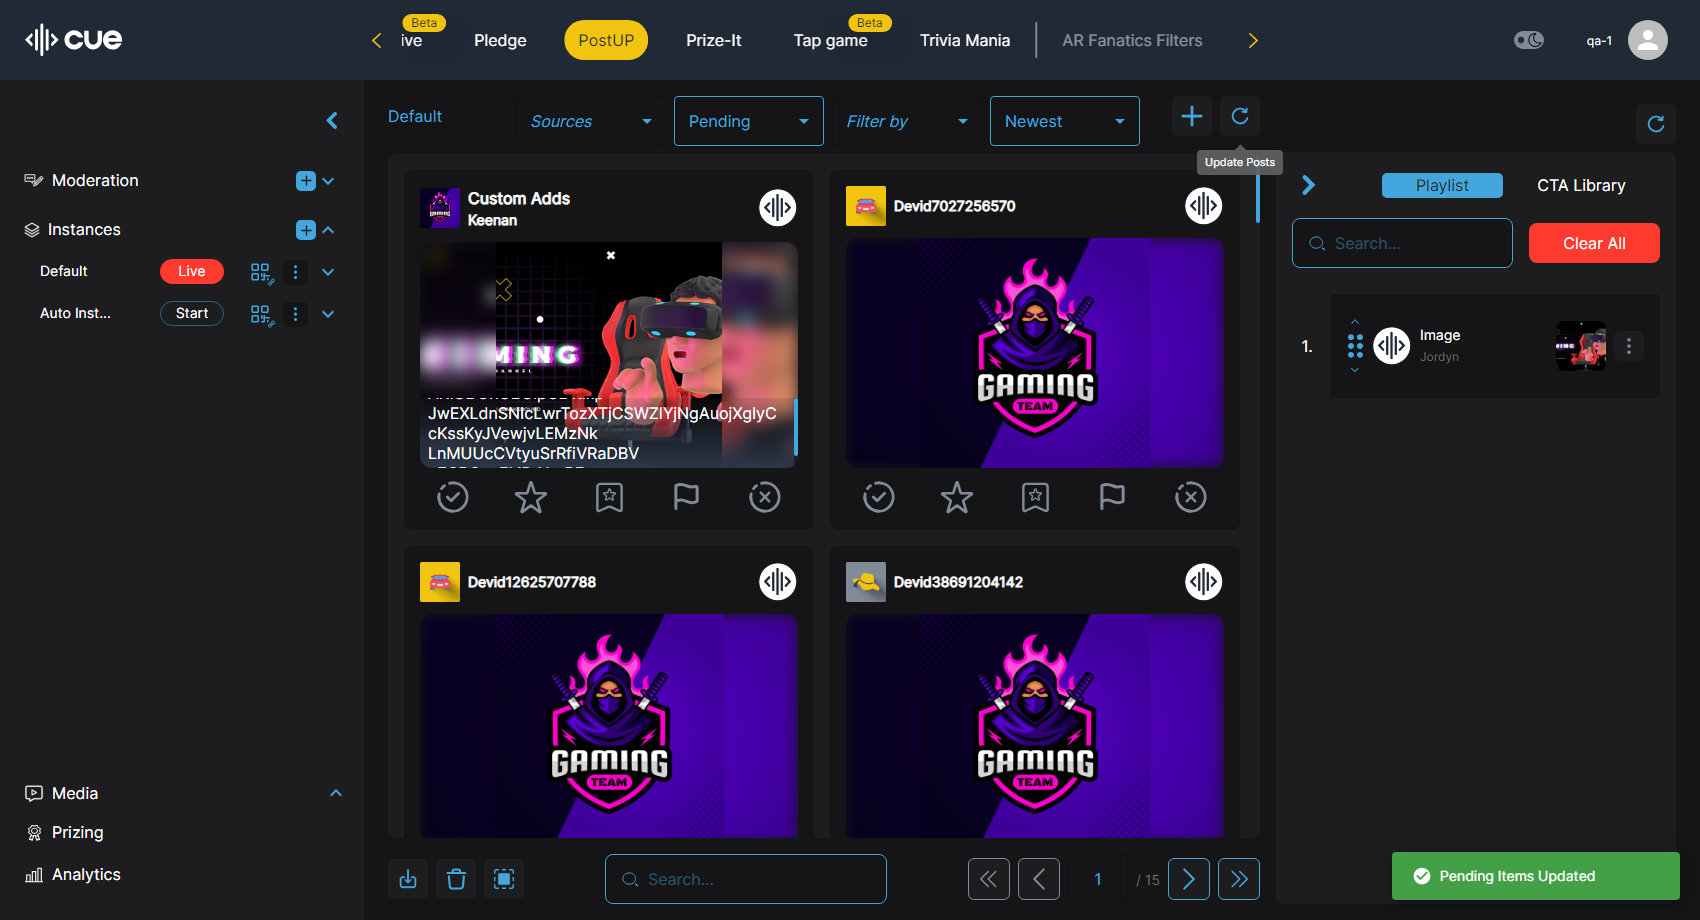 cue
Beta
ive
Pledge
PostUP
Prize-It
Beta
Tap game
Trivia Mania
AR Fanatics Filters
qa-1
Default
Sources
Pending
Filter by
Newest
Update Posts
Moderation
Instances
Default
Live
Auto Inst...
Start
Media
Prizing
Analytics
Custom Adds
Keenan
MING
JwEXLdnSNlIcLwrTozXTjCSWZlYjNgAuojXgIyC
cKssKyJVewjvLEMzNk
LnMUUcCVtyuSrRfiVRaDBV
Devid7027256570
GAMING
TEAM
Devid12625707788
GAMING
TEAM
Devid38691204142
GAMING
TEAM
Search...
1
/ 15
Playlist
CTA Library
Search...
Clear All
1.
Image
Jordyn
Pending Items Updated